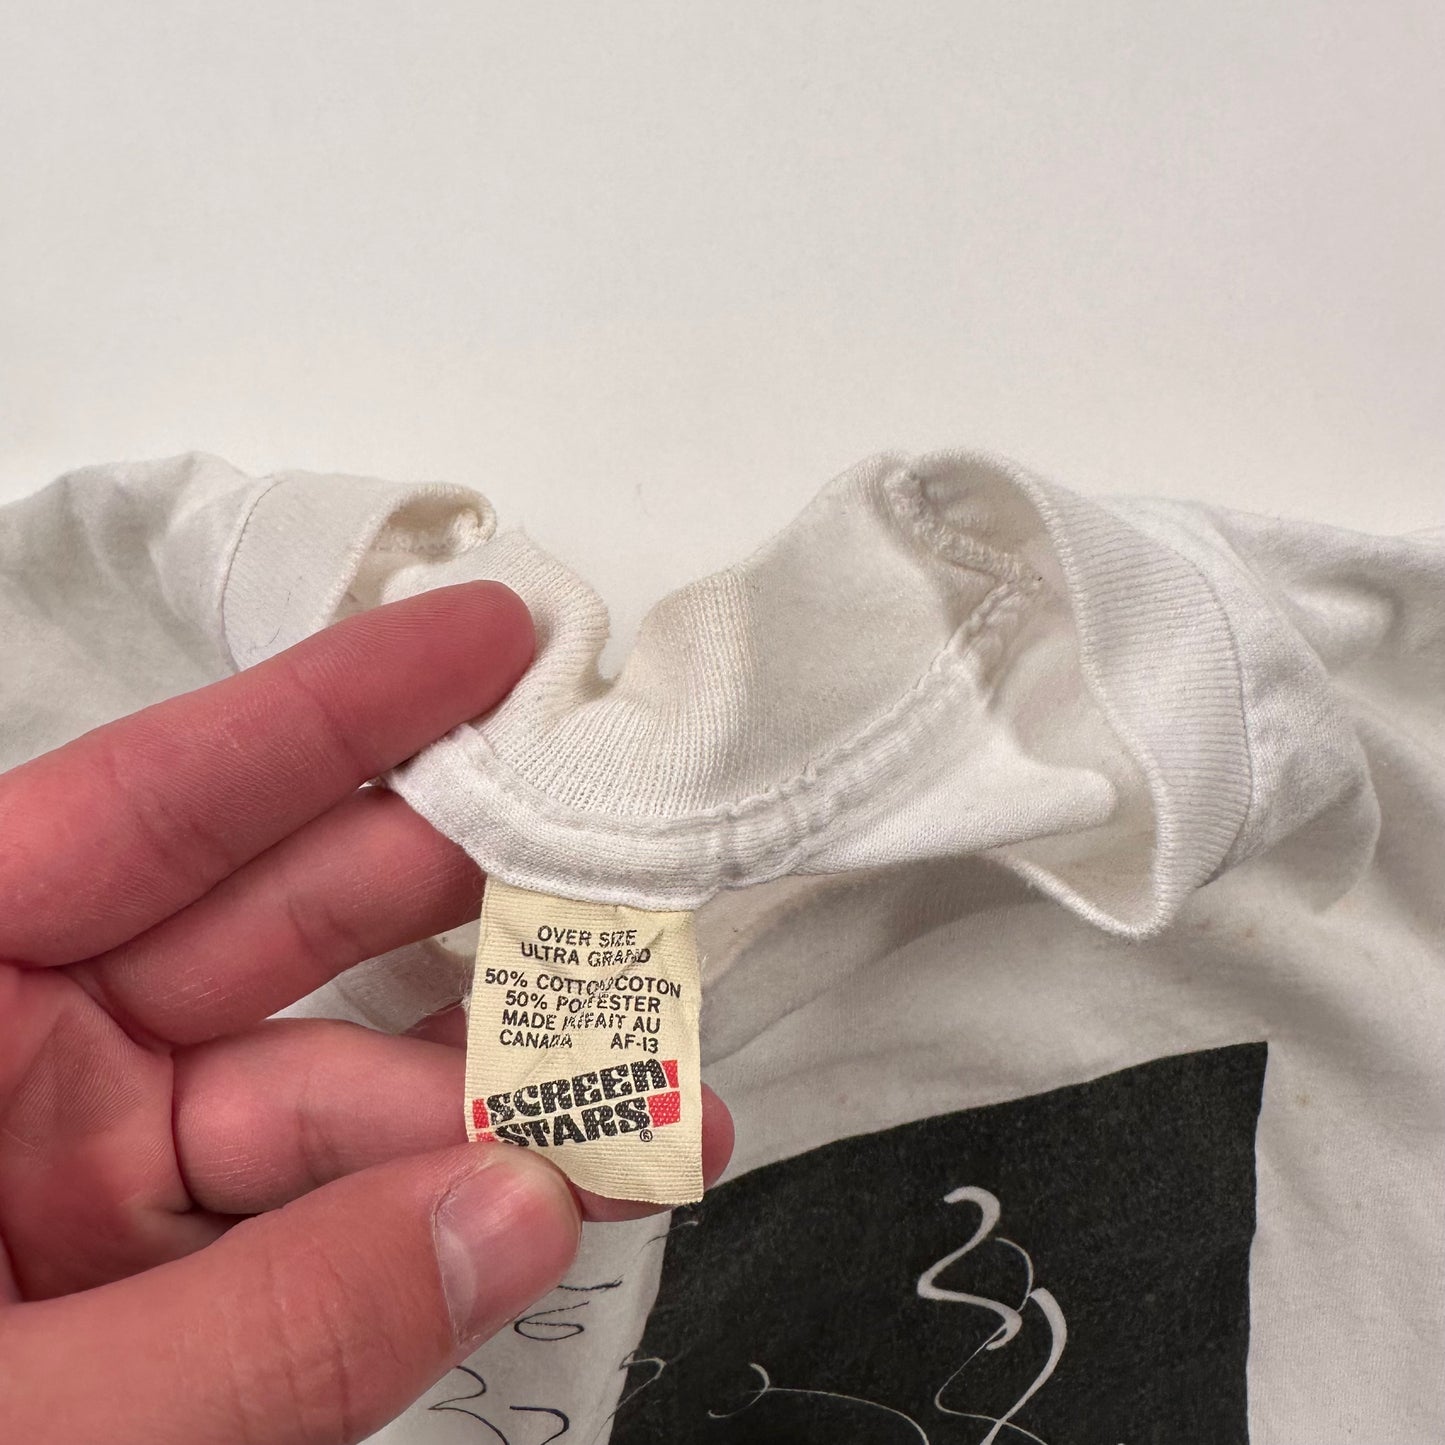 OVER SIZE
ULTRA GRAND
50% COTTON/COTON
50% POLYESTER
MADE IN/FAIT AU
CANADA AF-13
SCREEN
STARS®